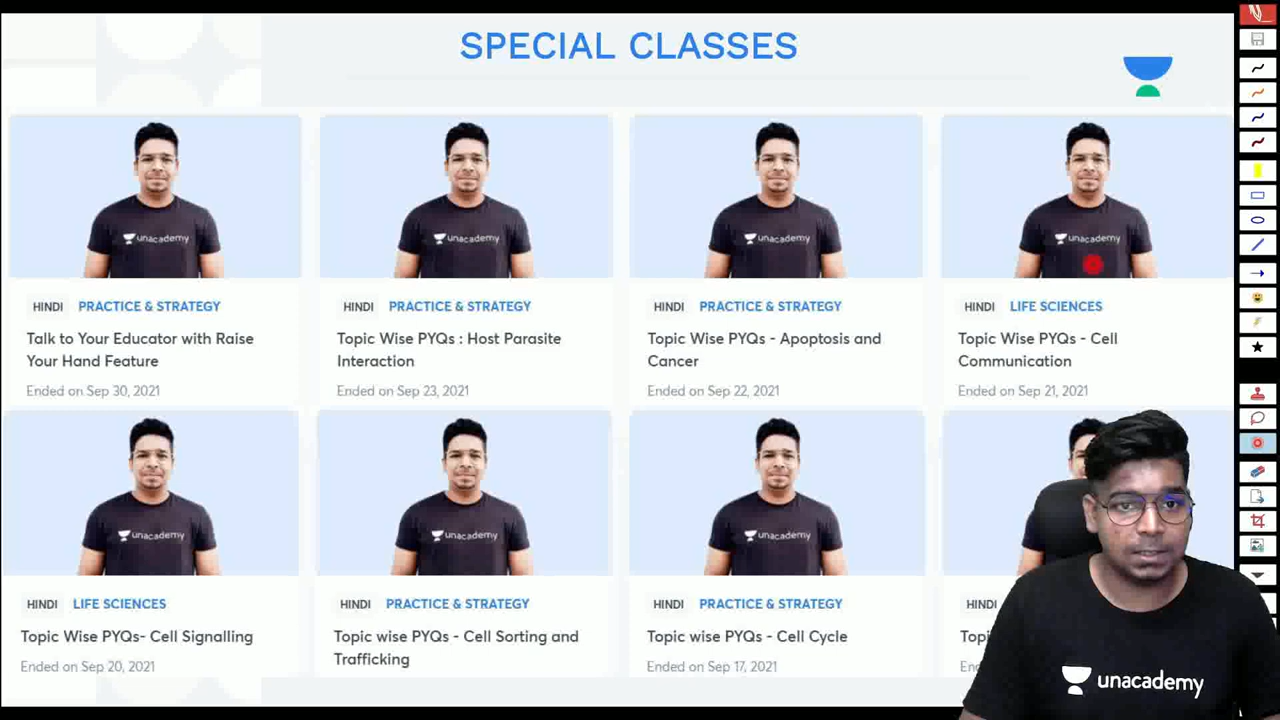 SPECIAL CLASSES
unacademy
unacademy
unacademy
unacademy
HINDI PRACTICE & STRATEGY
Talk to Your Educator with Raise
Your Hand Feature
Ended on Sep 30, 2021
HINDI PRACTICE & STRATEGY
Topic Wise PYQs : Host Parasite
Interaction
Ended on Sep 23, 2021
HINDI PRACTICE & STRATEGY
Topic Wise PYQs - Apoptosis and
Cancer
Ended on Sep 22, 2021
HINDI LIFE SCIENCES
Topic Wise PYQs - Cell
Communication
Ended on Sep 21, 2021
unacademy
unacademy
unacademy
HINDI LIFE SCIENCES
Topic Wise PYQs- Cell Signalling
Ended on Sep 20, 2021
HINDI PRACTICE & STRATEGY
Topic wise PYQs - Cell Sorting and
Trafficking
HINDI PRACTICE & STRATEGY
Topic wise PYQs - Cell Cycle
Ended on Sep 17, 2021
HINDI
unacademy